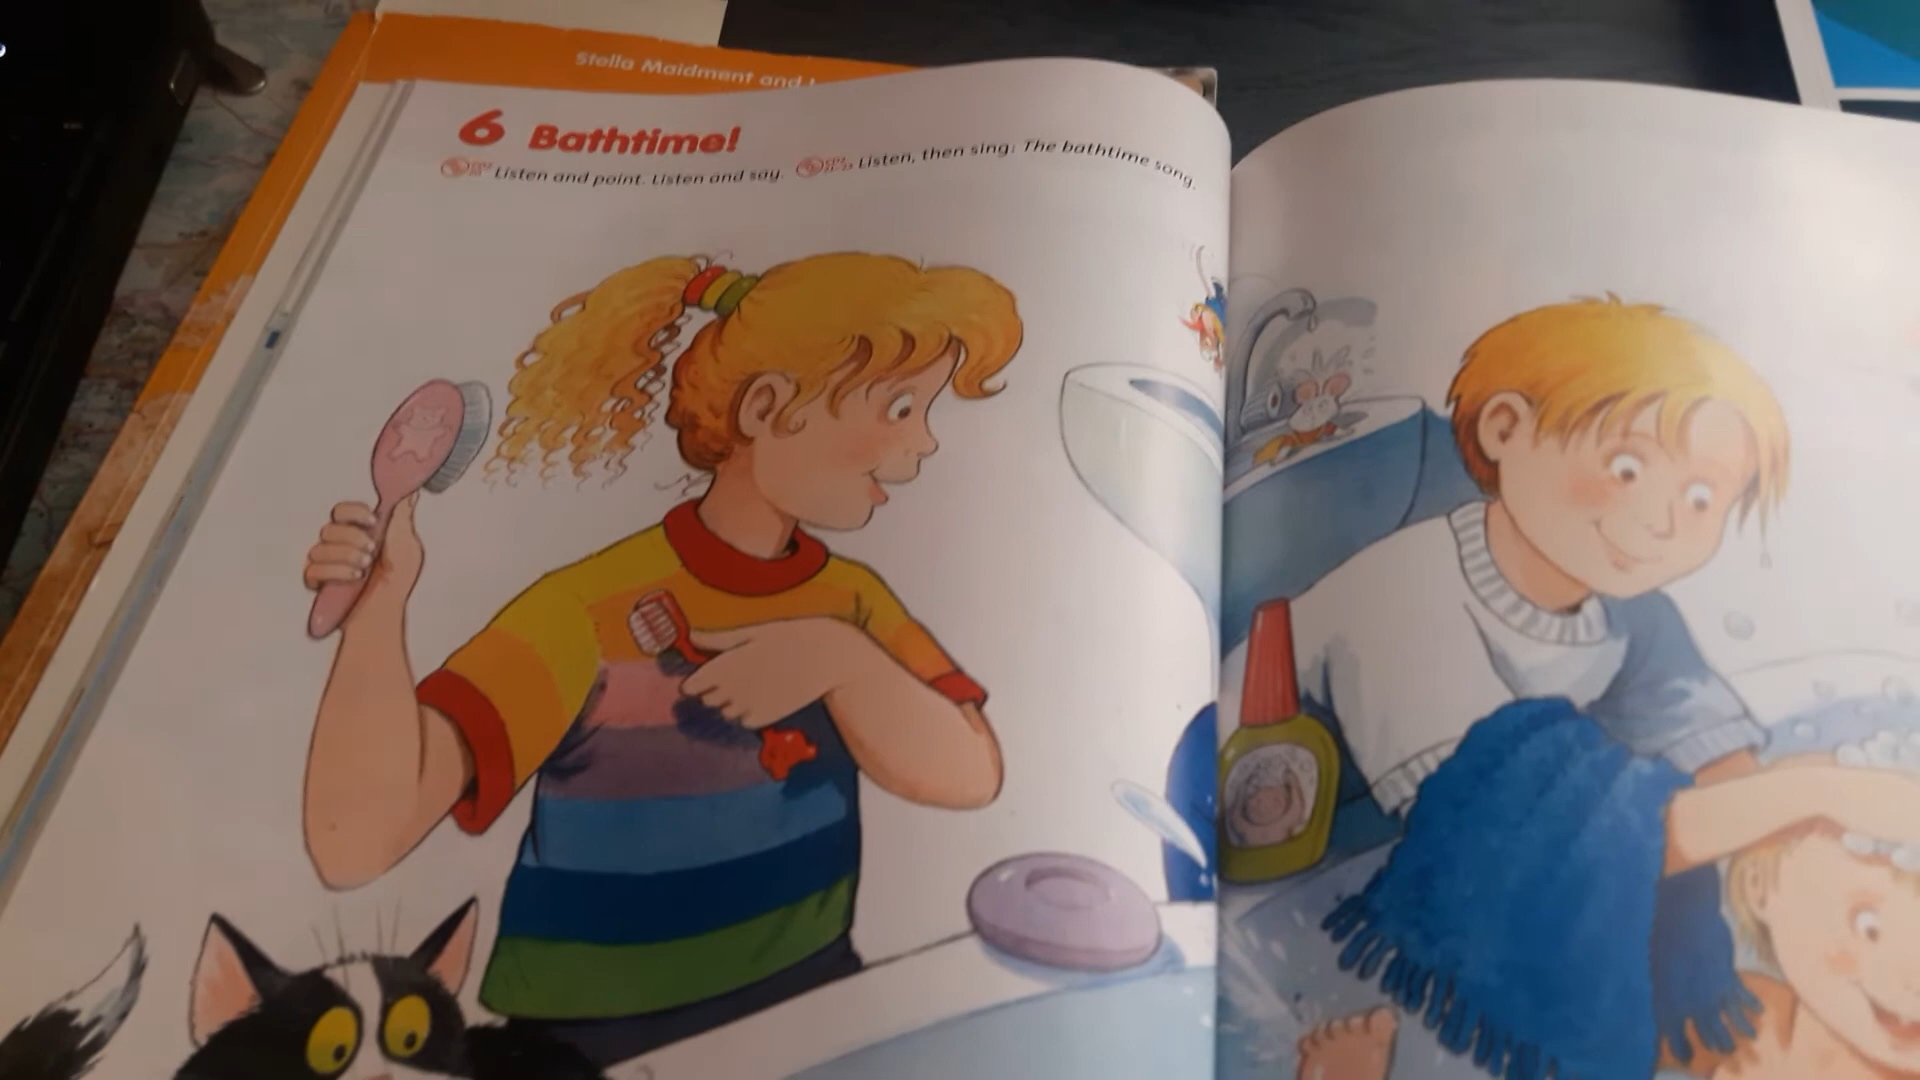 Stella Maidment and
6 Bathtime!
Listen and point. Listen and say. Listen, then sing: The bathtime song.